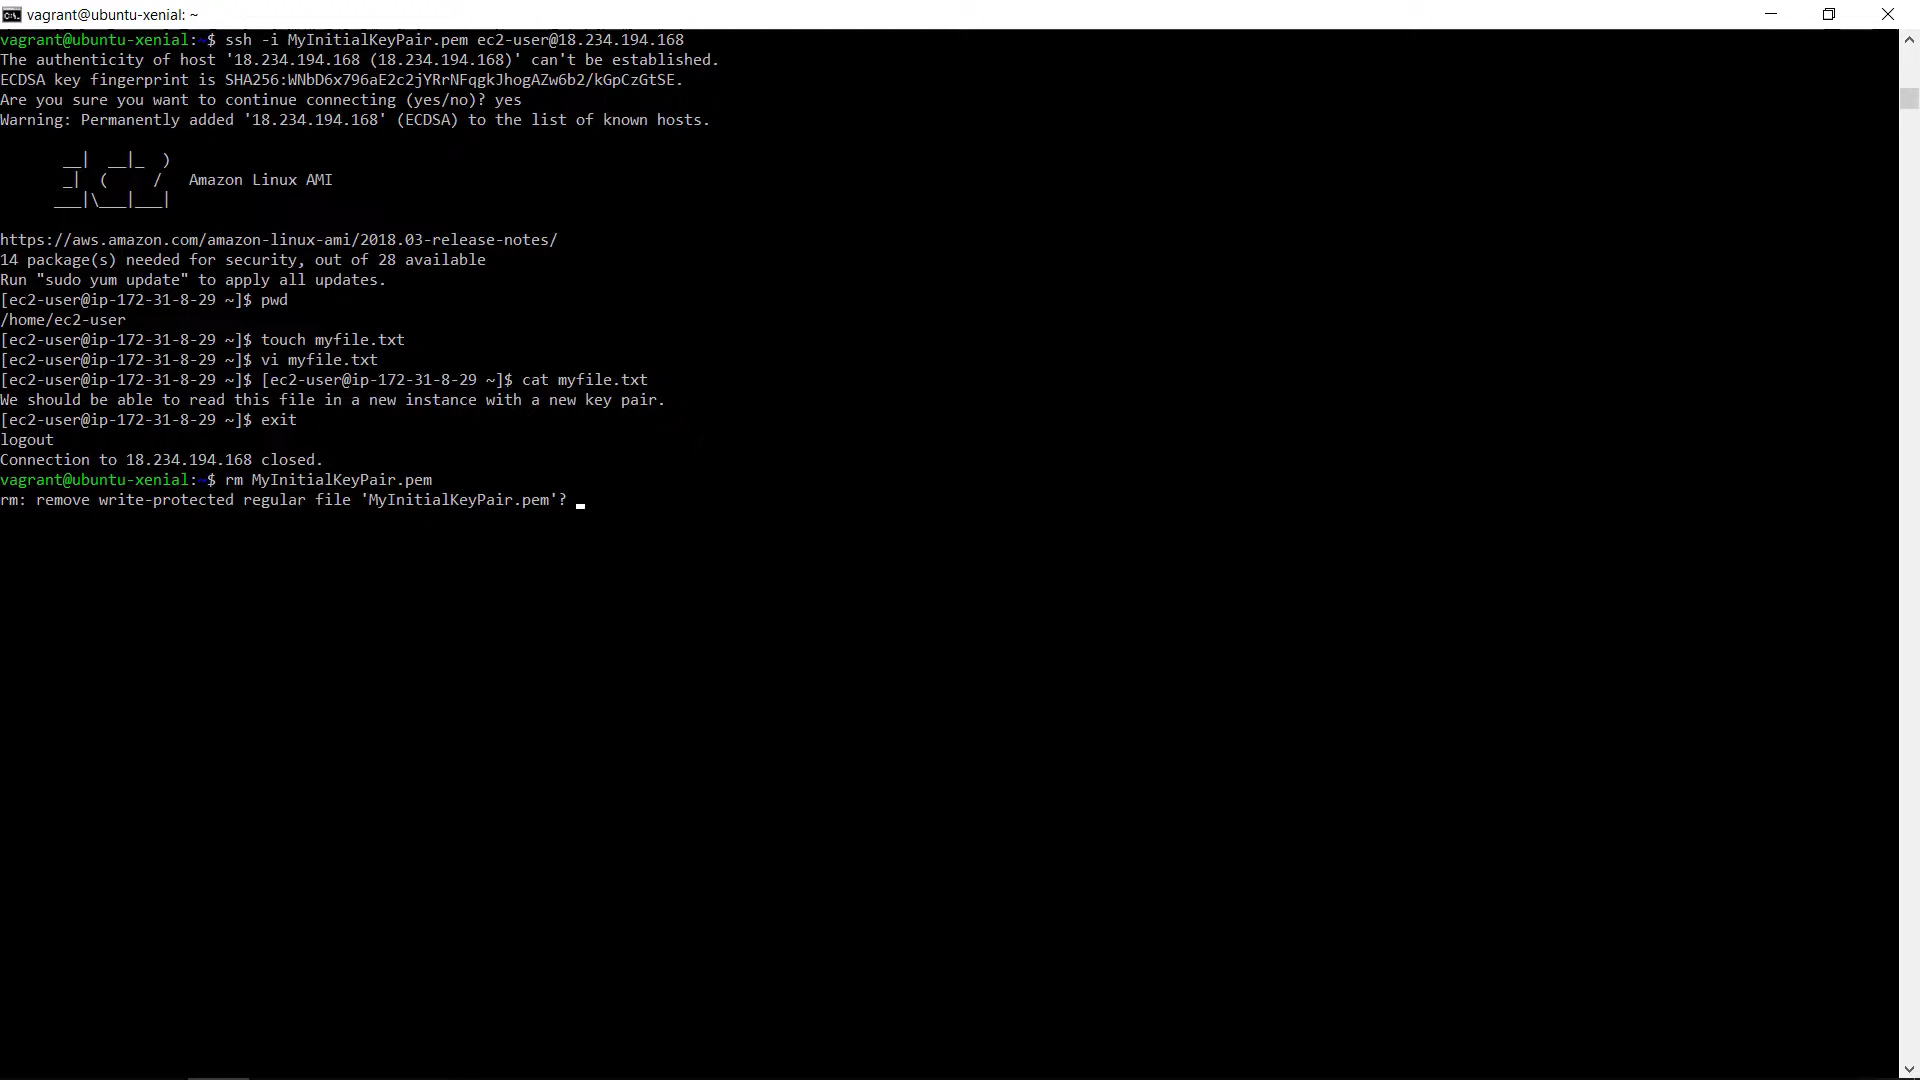 vagrant@ubuntu-xenial: ~
vagrant@ubuntu-xenial:~$ ssh -i MyInitialKeyPair.pem ec2-user@18.234.194.168
The authenticity of host '18.234.194.168 (18.234.194.168)' can't be established.
ECDSA key fingerprint is SHA256:WNbD6x796aE2c2jYRrNFqgkJhogAZw6b2/kGpCzGtSE.
Are you sure you want to continue connecting (yes/no)? yes
Warning: Permanently added '18.234.194.168' (ECDSA) to the list of known hosts.
       __|  __|_  )
       _|  (     /   Amazon Linux AMI
      ___|\___|___|
https://aws.amazon.com/amazon-linux-ami/2018.03-release-notes/
14 package(s) needed for security, out of 28 available
Run "sudo yum update" to apply all updates.
[ec2-user@ip-172-31-8-29 ~]$ pwd
/home/ec2-user
[ec2-user@ip-172-31-8-29 ~]$ touch myfile.txt
[ec2-user@ip-172-31-8-29 ~]$ vi myfile.txt
[ec2-user@ip-172-31-8-29 ~]$ [ec2-user@ip-172-31-8-29 ~]$ cat myfile.txt
We should be able to read this file in a new instance with a new key pair.
[ec2-user@ip-172-31-8-29 ~]$ exit
logout
Connection to 18.234.194.168 closed.
vagrant@ubuntu-xenial:~$ rm MyInitialKeyPair.pem
rm: remove write-protected regular file 'MyInitialKeyPair.pem'?